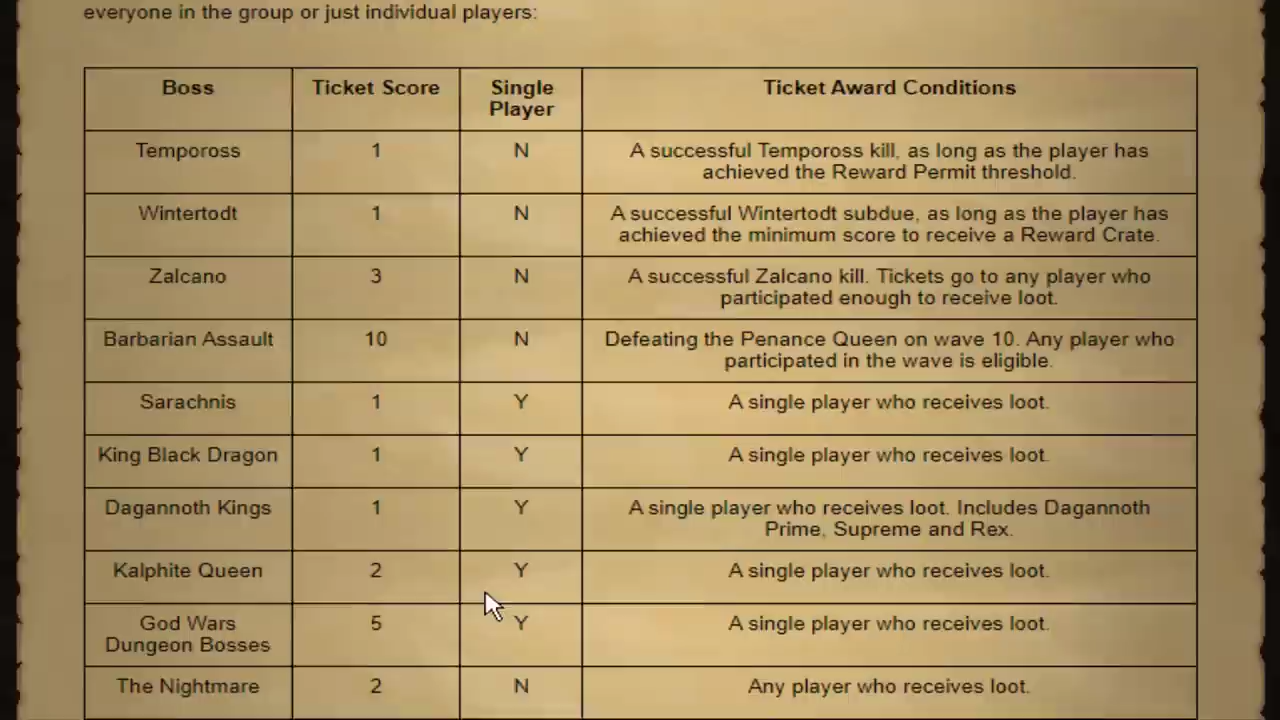 everyone in the group or just individual players:
Boss Ticket Score Single Player Ticket Award Conditions
Tempoross 1 N A successful Tempoross kill, as long as the player has
achieved the Reward Permit threshold.
Wintertodt 1 N A successful Wintertodt subdue, as long as the player has
achieved the minimum score to receive a Reward Crate.
Zalcano 3 N A successful Zalcano kill. Tickets go to any player who
participated enough to receive loot.
Barbarian Assault 10 N Defeating the Penance Queen on wave 10. Any player who
participated in the wave is eligible.
Sarachnis 1 Y A single player who receives loot.
King Black Dragon 1 Y A single player who receives loot.
Dagannoth Kings 1 Y A single player who receives loot. Includes Dagannoth
Prime, Supreme and Rex.
Kalphite Queen 2 Y A single player who receives loot.
God Wars Dungeon Bosses 5 Y A single player who receives loot.
The Nightmare 2 N Any player who receives loot.